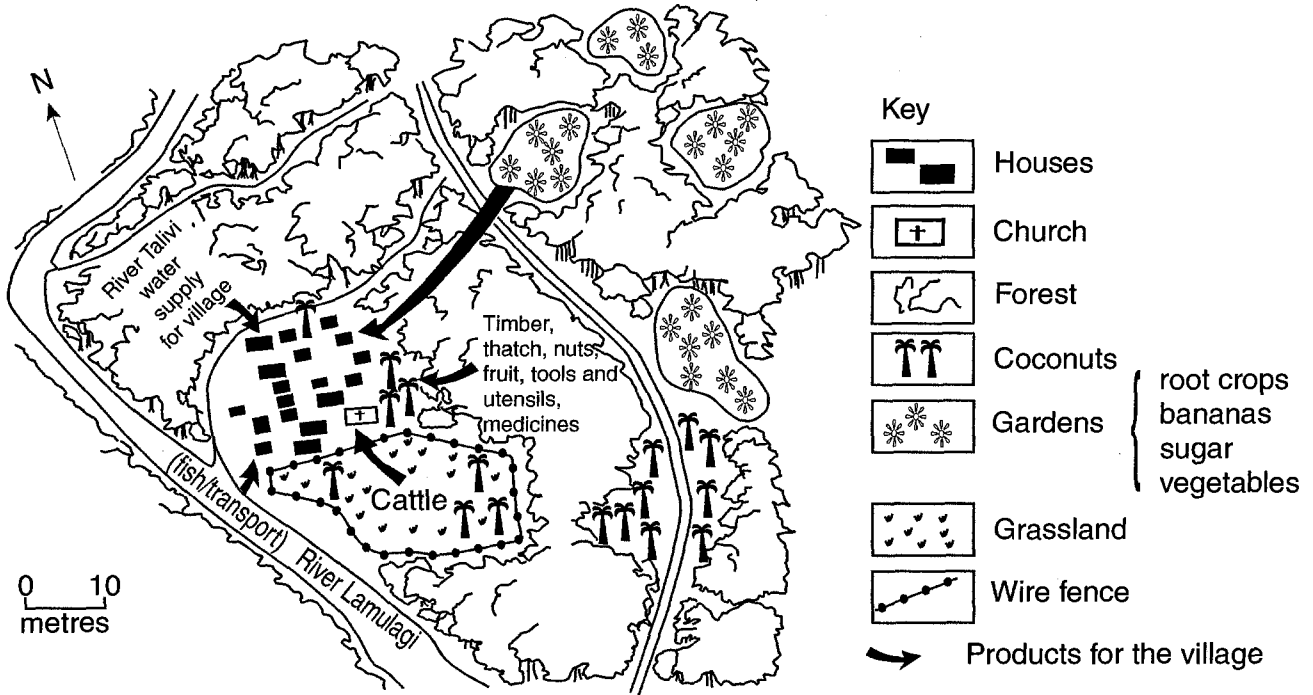 N
River Talivi
water
supply
for village
Timber,
thatch, nuts,
fruit, tools and
utensils,
medicines
Cattle
(fish/transport) River Lamulagi
0 10
metres
Key
Houses
Church
Forest
Coconuts
Gardens
root crops
bananas
sugar
vegetables
Grassland
Wire fence
Products for the village